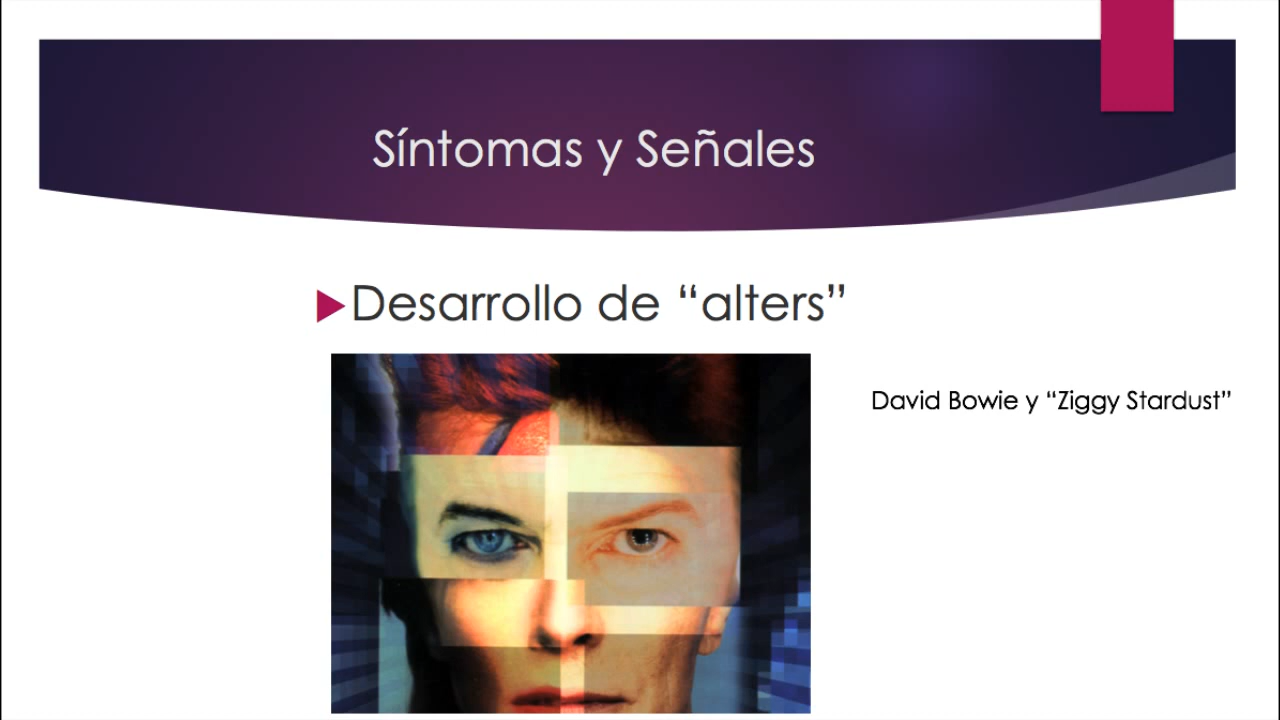 Síntomas y Señales
Desarrollo de “alters”
David Bowie y “Ziggy Stardust”